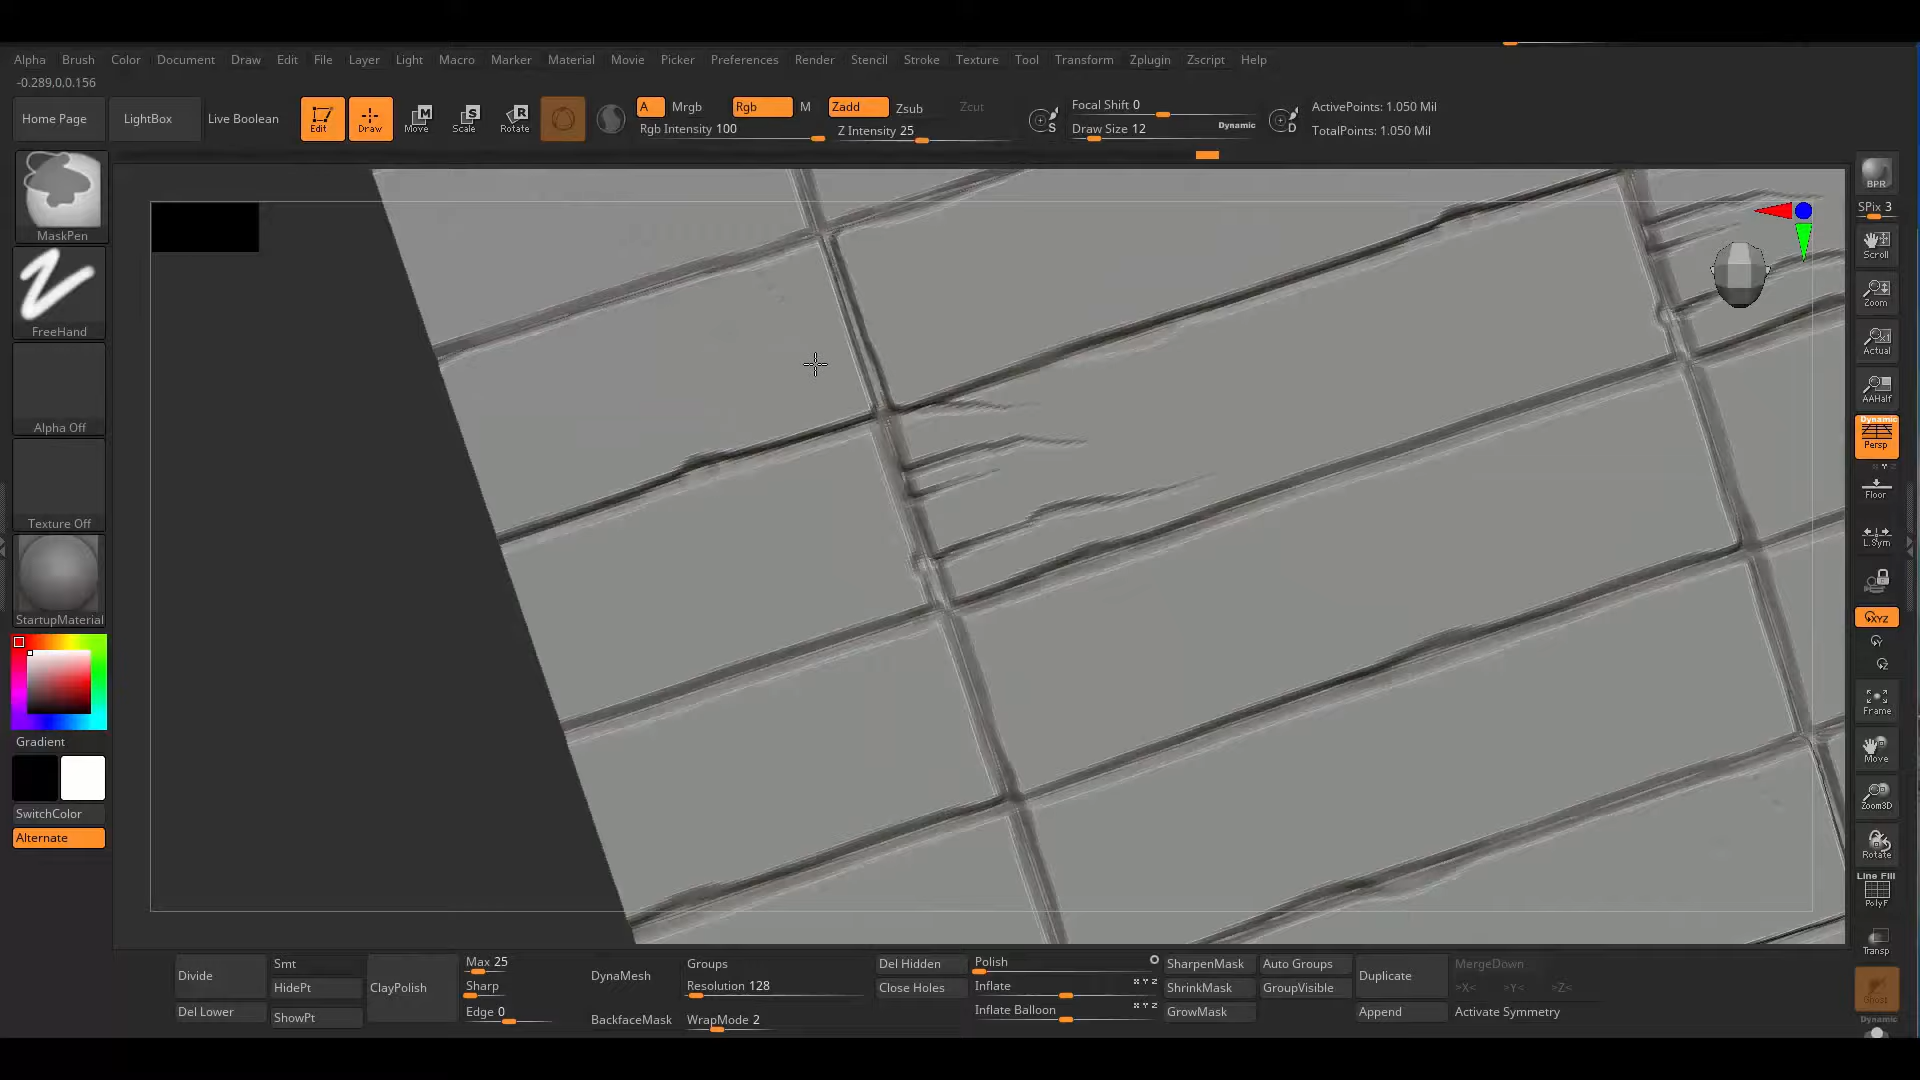 Alpha Brush Color Document Draw Edit File Layer Light Macro Marker Material Movie Picker Preferences Render Stencil Stroke Texture Tool Transform Zplugin Zscript Help
-0.289,0.0.156
Home Page
LightBox
Live Boolean
Edit
Draw
Move
Scale
Rotate
A
Mrgb
Rgb
M
Zadd
Zsub
Zcut
Rgb Intensity 100
Z Intensity 25
S
Focal Shift 0
Draw Size 12
Dynamic
D
ActivePoints: 1.050 Mil
TotalPoints: 1.050 Mil
MaskPen
FreeHand
Alpha Off
Texture Off
StartupMaterial
Gradient
SwitchColor
Alternate
BPR
SPix 3
Scroll
Zoom
Actual
AAHalf
Dynamic
Persp
Floor
L.Sym
XYZ
Y
Z
Frame
Move
Zoom3D
Rotate
Line Fill
PolyF
Transp
Ghost
Dynamic
Divide
Del Lower
Smt
HidePt
ShowPt
ClayPolish
Max 25
Sharp
Edge 0
DynaMesh
BackfaceMask
Groups
Resolution 128
WrapMode 2
Del Hidden
Close Holes
Polish
Inflate
X Y Z
Inflate Balloon
X Y Z
SharpenMask
ShrinkMask
GrowMask
Auto Groups
GroupVisible
Duplicate
Append
MergeDown
>X< >Y< >Z<
Activate Symmetry